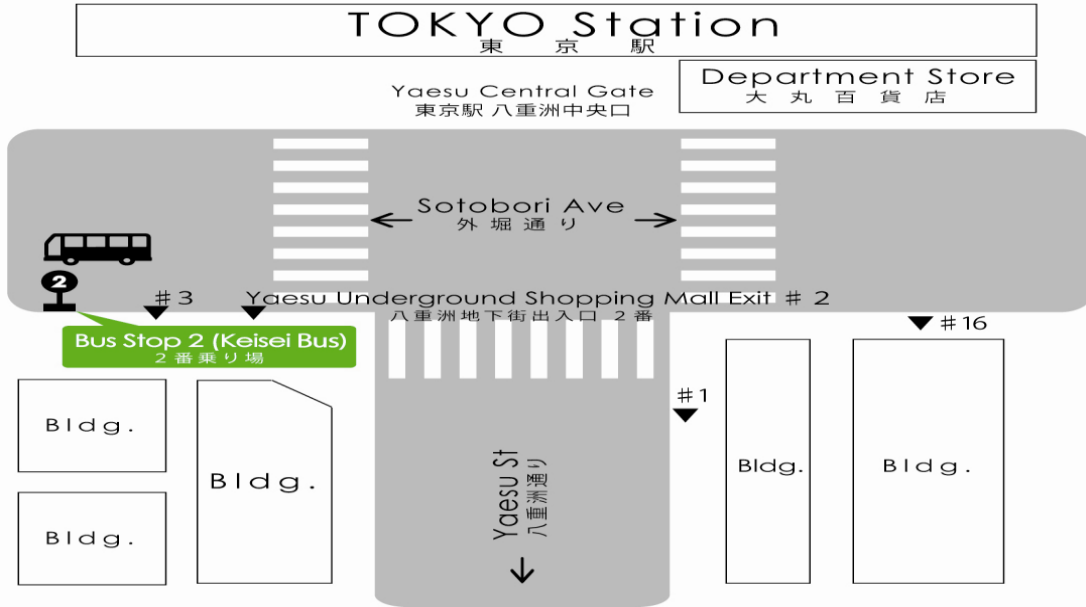 TOKYO Station
東京駅
Department Store
大丸百貨店
Yaesu Central Gate
東京駅 八重洲中央口
← Sotobori Ave →
外堀通り
2
#3
Yaesu Underground Shopping Mall Exit # 2
八重洲地下街出入口 2番
#16
Bus Stop 2 (Keisei Bus)
2番乗り場
#1
Bldg.
Bldg.
Bldg.
Bldg.
Bldg.
Yaesu St →
八重洲通り